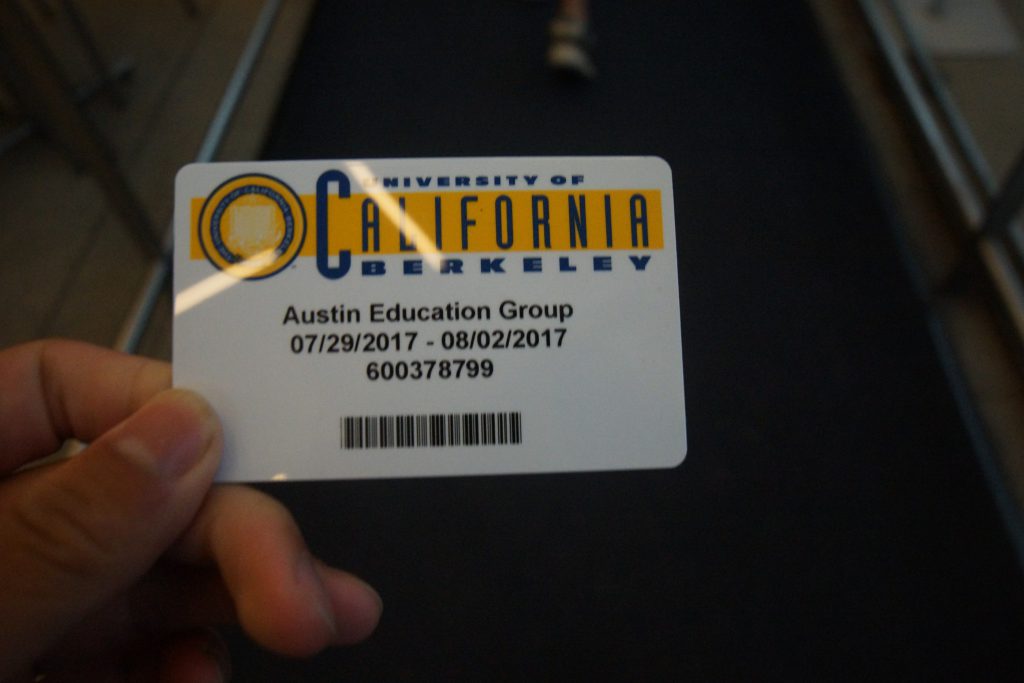 UNIVERSITY OF
CALIFORNIA
BERKELEY
Austin Education Group
07/29/2017 - 08/02/2017
600378799